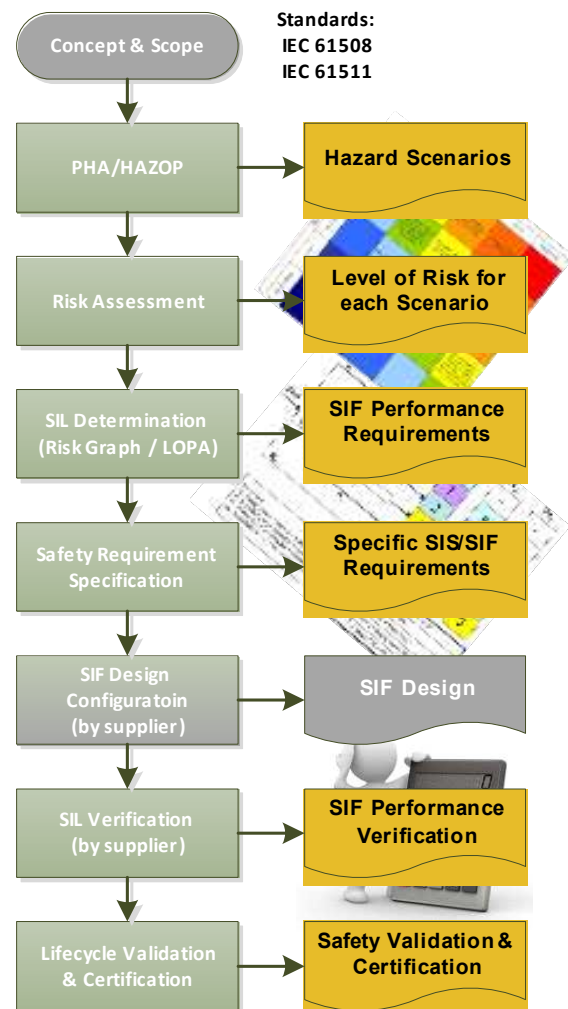 Concept & Scope
Standards:
IEC 61508
IEC 61511
PHA/HAZOP
Hazard Scenarios
Risk Assessment
Level of Risk for
each Scenario
SIL Determination
(Risk Graph / LOPA)
SIF Performance
Requirements
Safety Requirement
Specification
Specific SIS/SIF
Requirements
SIF Design
Configuratoin
(by supplier)
SIF Design
SIL Verification
(by supplier)
SIF Performance
Verification
Lifecycle Validation
& Certification
Safety Validation &
Certification